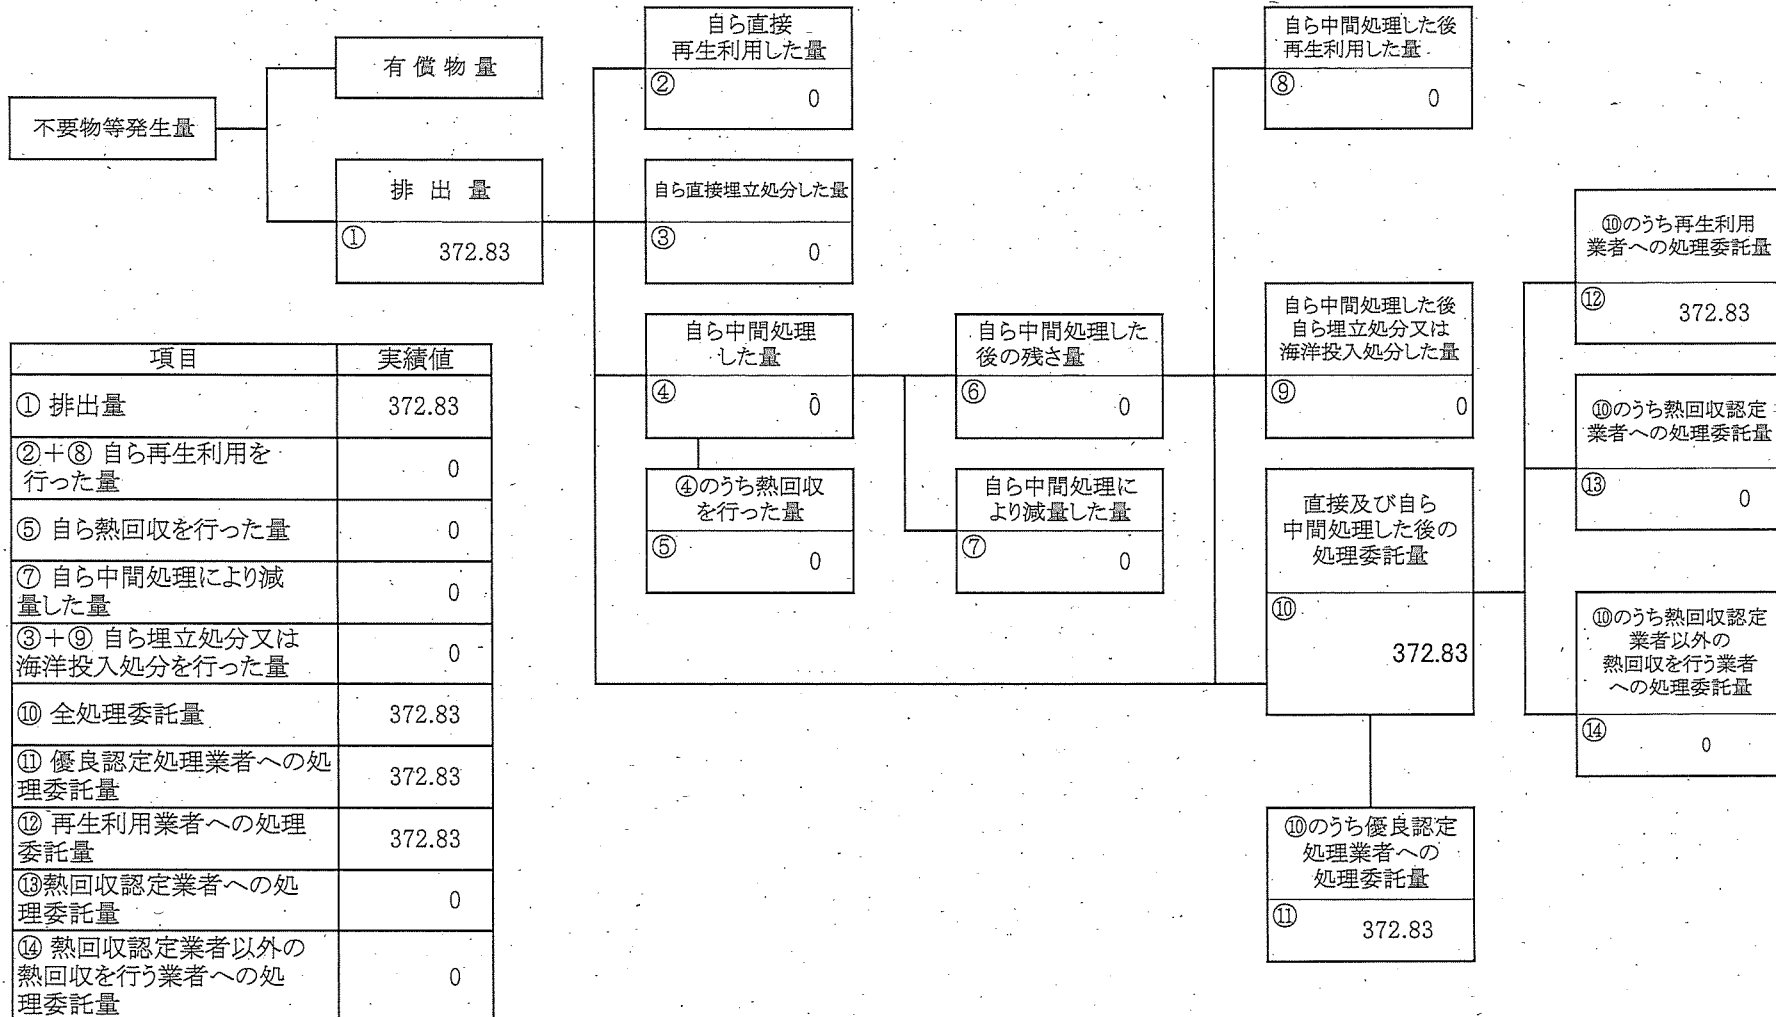 不要物等発生量
有償物量
排出量
①
372.83
自ら直接
再生利用した量
②
0
自ら直接埋立処分した量
③
0
自ら中間処理
した量
④
0
④のうち熱回収
を行った量
⑤
0
自ら中間処理した
後の残さ量
⑥
0
自ら中間処理に
より減量した量
⑦
0
自ら中間処理した後
再生利用した量
⑧
0
自ら中間処理した後
自ら埋立処分又は
海洋投入処分した量
⑨
0
直接及び自ら
中間処理した後の
処理委託量
⑩
372.83
⑩のうち優良認定
処理業者への
処理委託量
⑪
372.83
⑩のうち再生利用
業者への処理委託量
⑫
372.83
⑩のうち熱回収認定
業者への処理委託量
⑬
0
⑩のうち熱回収認定
業者以外の
熱回収を行う業者
への処理委託量
⑭
0
項目 実績値
① 排出量 372.83
②+⑧ 自ら再生利用を
行った量
0
⑤ 自ら熱回収を行った量 0
⑦ 自ら中間処理により減
量した量
0
③+⑨ 自ら埋立処分又は
海洋投入処分を行った量
0
⑩ 全処理委託量 372.83
⑪ 優良認定処理業者への処
理委託量
372.83
⑫ 再生利用業者への処理
委託量
372.83
⑬熱回収認定業者への処
理委託量
0
⑭ 熱回収認定業者以外の
熱回収を行う業者への処
理委託量
0